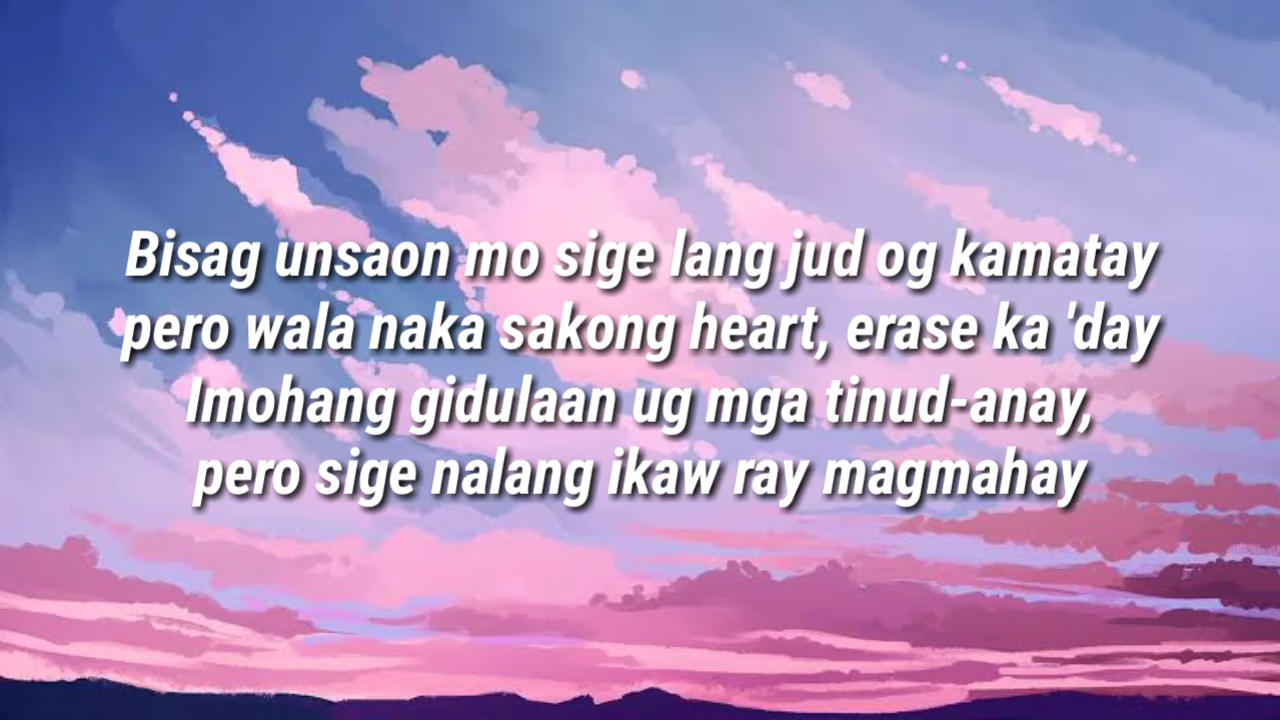 Bisag unsaon mo sige lang jud og kamatay
pero wala naka sakong heart, erase ka 'day
Imohang gidulaan ug mga tinud-anay,
pero sige nalang ikaw ray magmahay